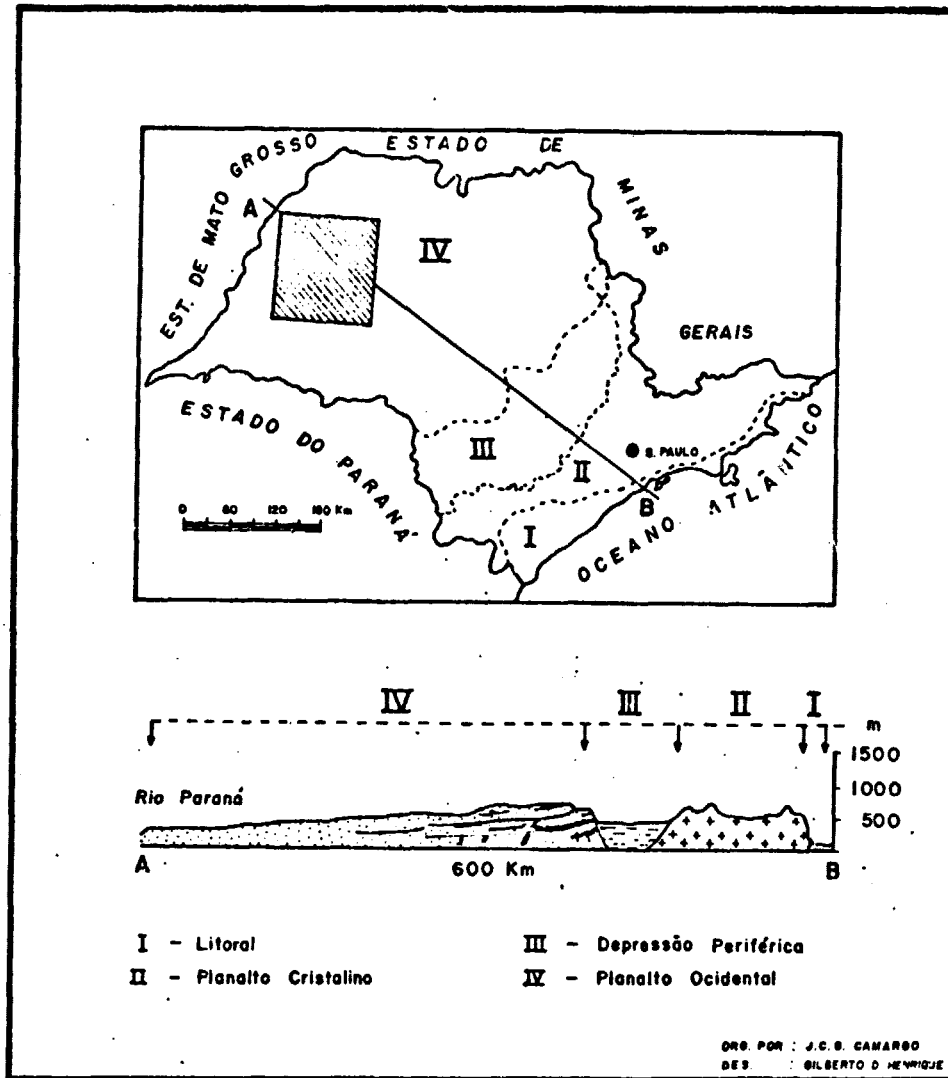 ESTADO DE
MINAS
GERAIS
EST. DE MATO GROSSO
A
IV
ESTADO DO PARANÁ
III
II
S. PAULO
I
B
OCEANO ATLÂNTICO
0 60 120 180 Km
IV III II I
m
1500
1000
500
Rio Paraná
A 600 Km B
I - Litoral
II - Planalto Cristalino
III - Depressão Periférica
IV - Planalto Ocidental
ORG. POR : J.C.G. CAMARGO
DES. : GILBERTO D HENRIQUE